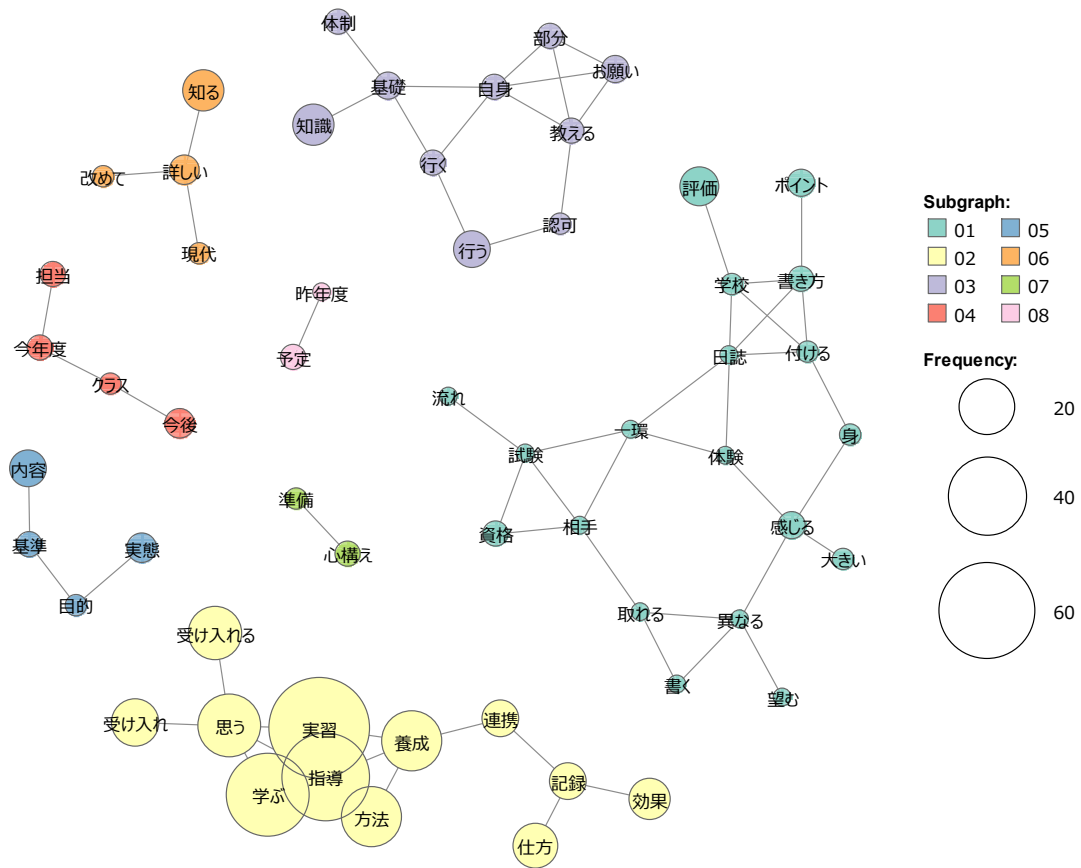 体制
部分
お願い
知る
基礎
自身
知識
教える
改めて
詳しい
行く
評価
ポイント
認可
行う
現代
担当
昨年度
学校
書き方
今年度
予定
日誌
付ける
クラス
流れ
今後
一環
身
内容
試験
体験
準備
資格
相手
感じる
基準
実態
心構え
大きい
目的
取れる
異なる
受け入れる
書く
望む
受け入れ
思う
実習
養成
連携
指導
記録
学ぶ
方法
効果
仕方
Subgraph:
01
05
02
06
03
07
04
08
Frequency:
20
40
60